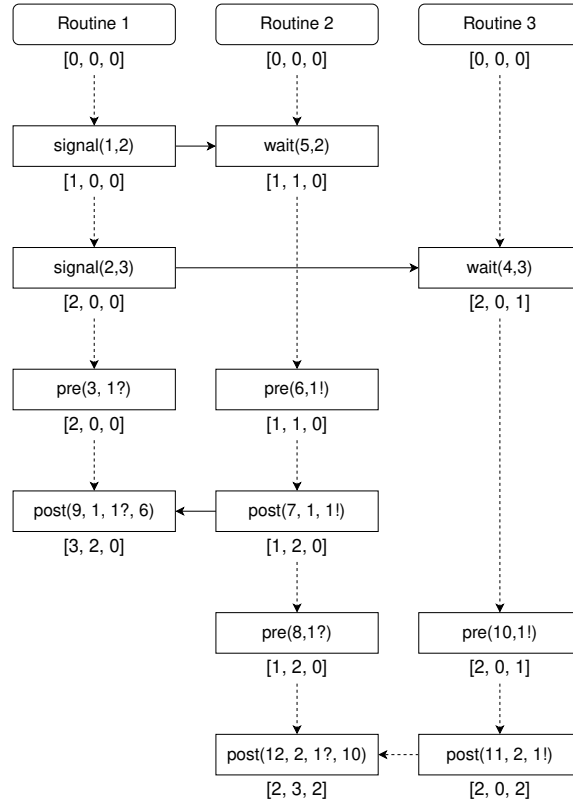 Routine 1 Routine 2 Routine 3
[0, 0, 0] [0, 0, 0] [0, 0, 0]
signal(1,2) wait(5,2)
[1, 0, 0] [1, 1, 0]
signal(2,3) wait(4,3)
[2, 0, 0] [2, 0, 1]
pre(3, 1?) pre(6,1!)
[2, 0, 0] [1, 1, 0]
post(9, 1, 1?, 6) post(7, 1, 1!)
[3, 2, 0] [1, 2, 0]
pre(8,1?) pre(10,1!)
[1, 2, 0] [2, 0, 1]
post(12, 2, 1?, 10) post(11, 2, 1!)
[2, 3, 2] [2, 0, 2]